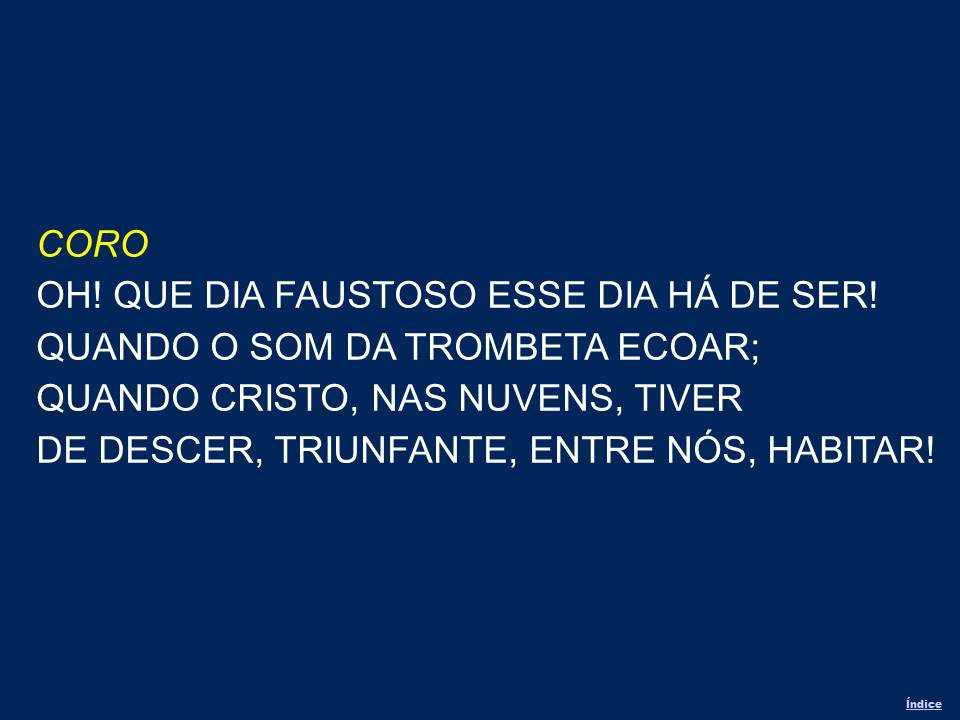 CORO
OH! QUE DIA FAUSTOSO ESSE DIA HÁ DE SER!
QUANDO O SOM DA TROMBETA ECOAR;
QUANDO CRISTO, NAS NUVENS, TIVER
DE DESCER, TRIUNFANTE, ENTRE NÓS, HABITAR!
Índice